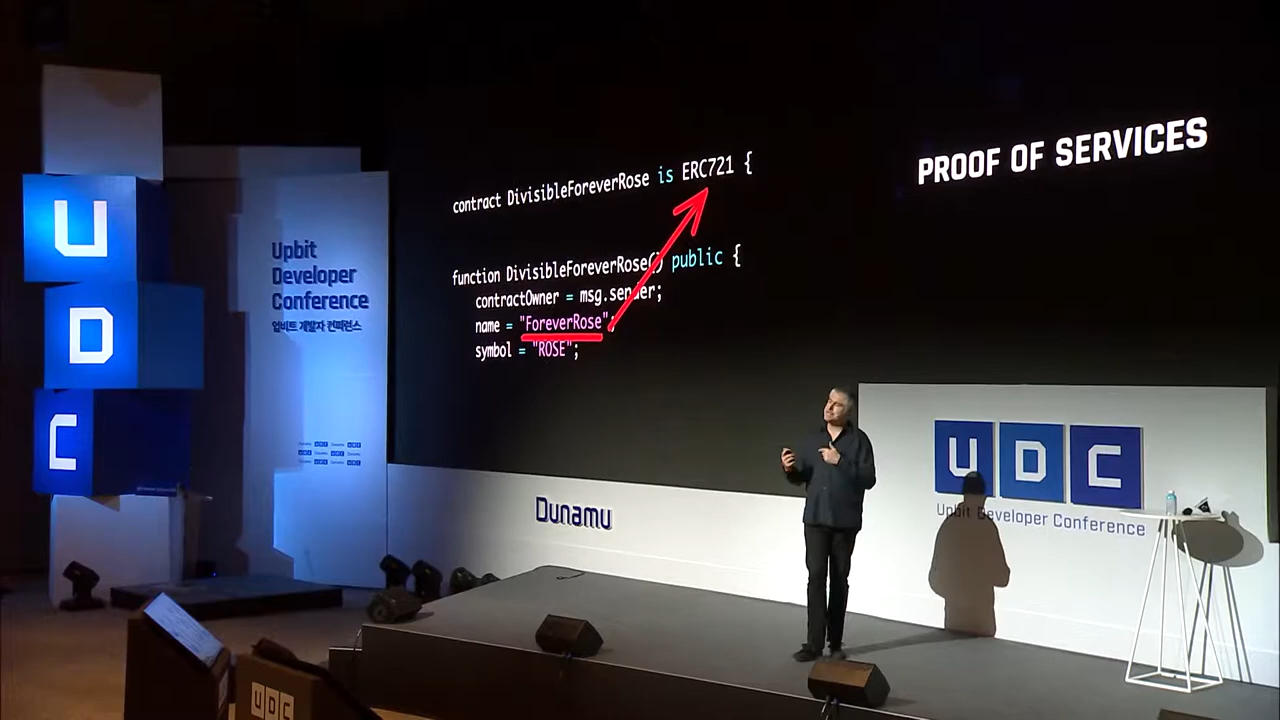 U
D
C
Upbit
Developer
Conference
업비트 개발자 컨퍼런스
contract DivisibleForeverRose is ERC721 {
function DivisibleForeverRose() public {
contractOwner = msg.sender;
name = "ForeverRose";
symbol = "ROSE";
PROOF OF SERVICES
Dunamu
UDC
Upbit Developer Conference
UDC